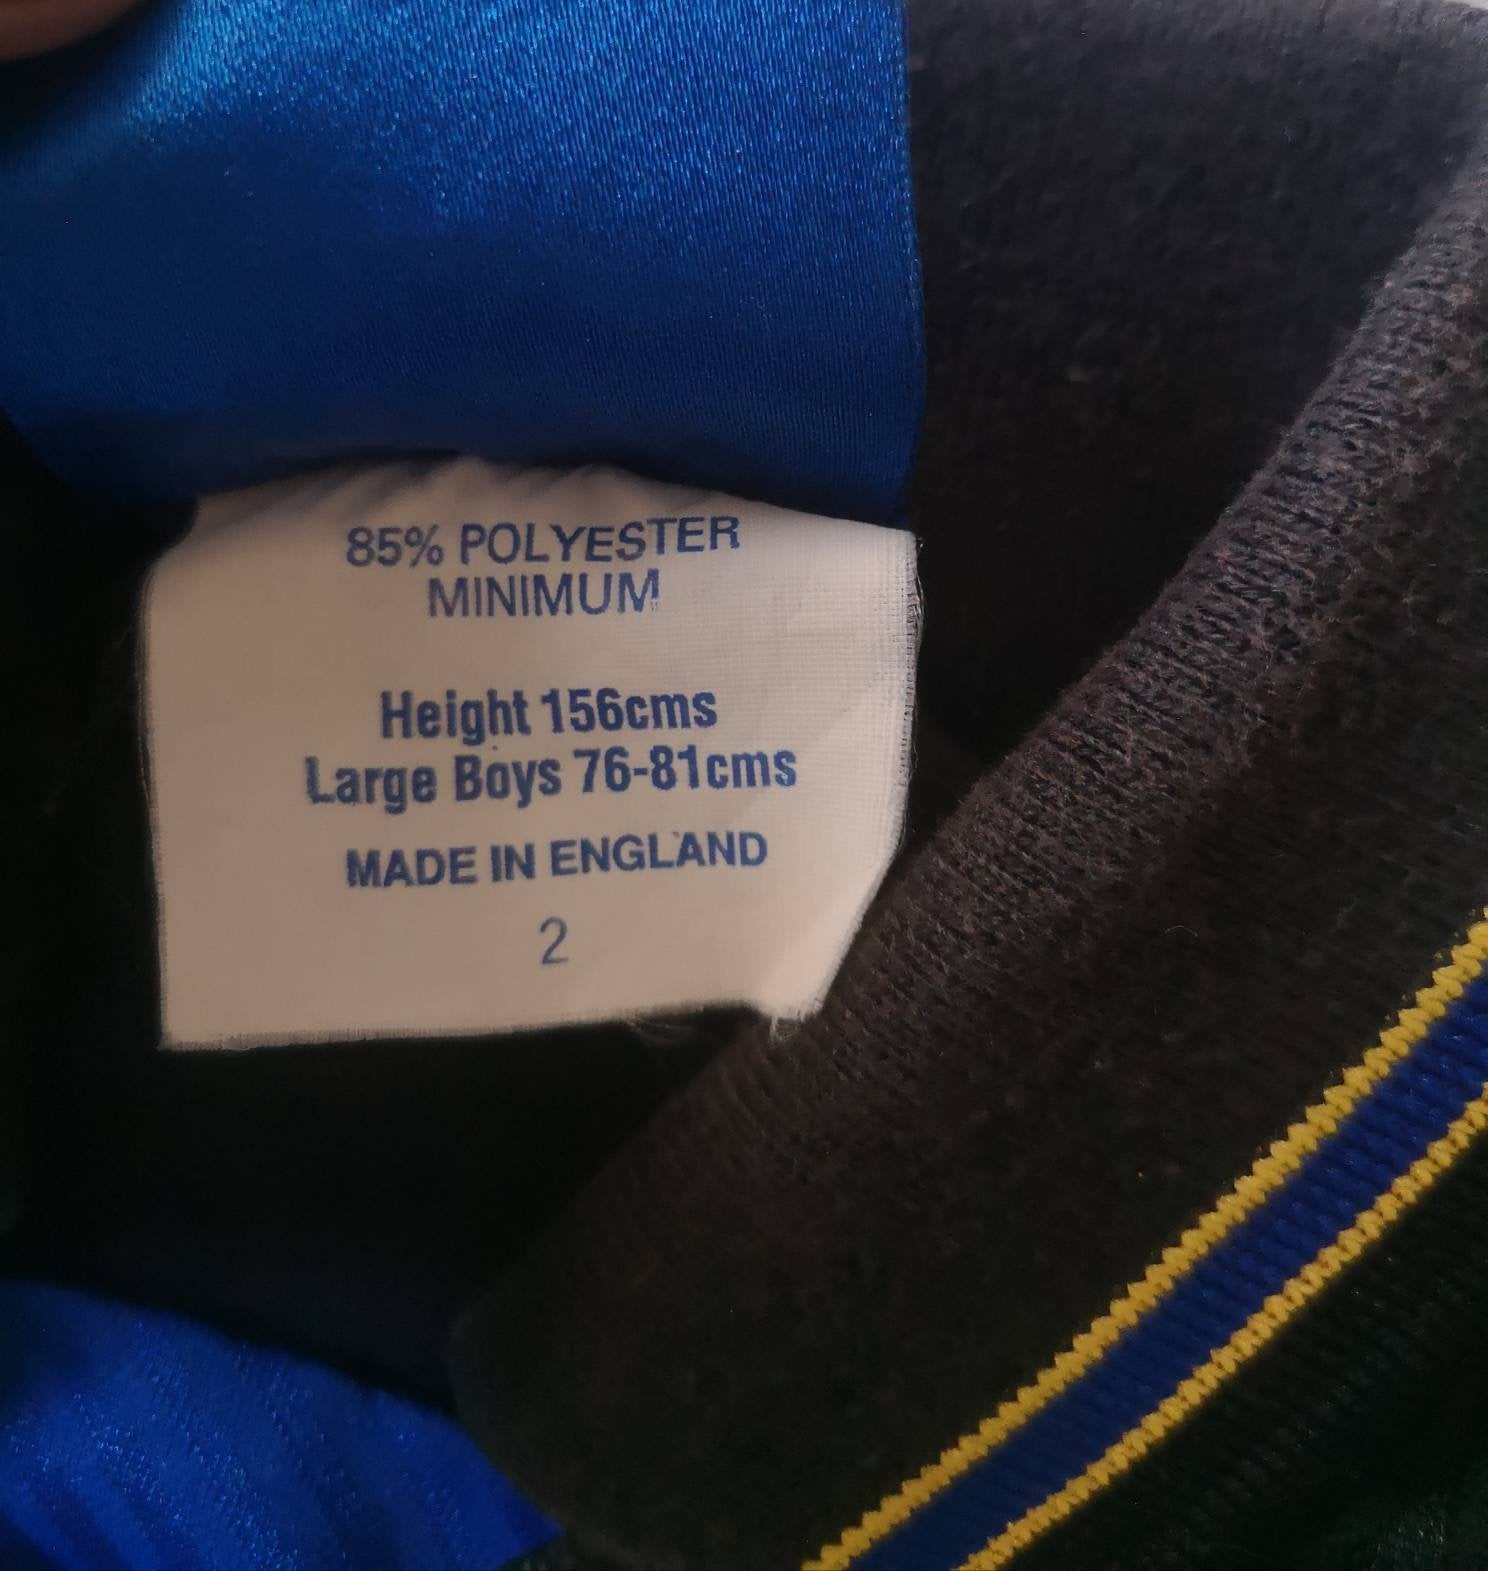 85% POLYESTER
MINIMUM
Height 156cms
Large Boys 76-81cms
MADE IN ENGLAND
2